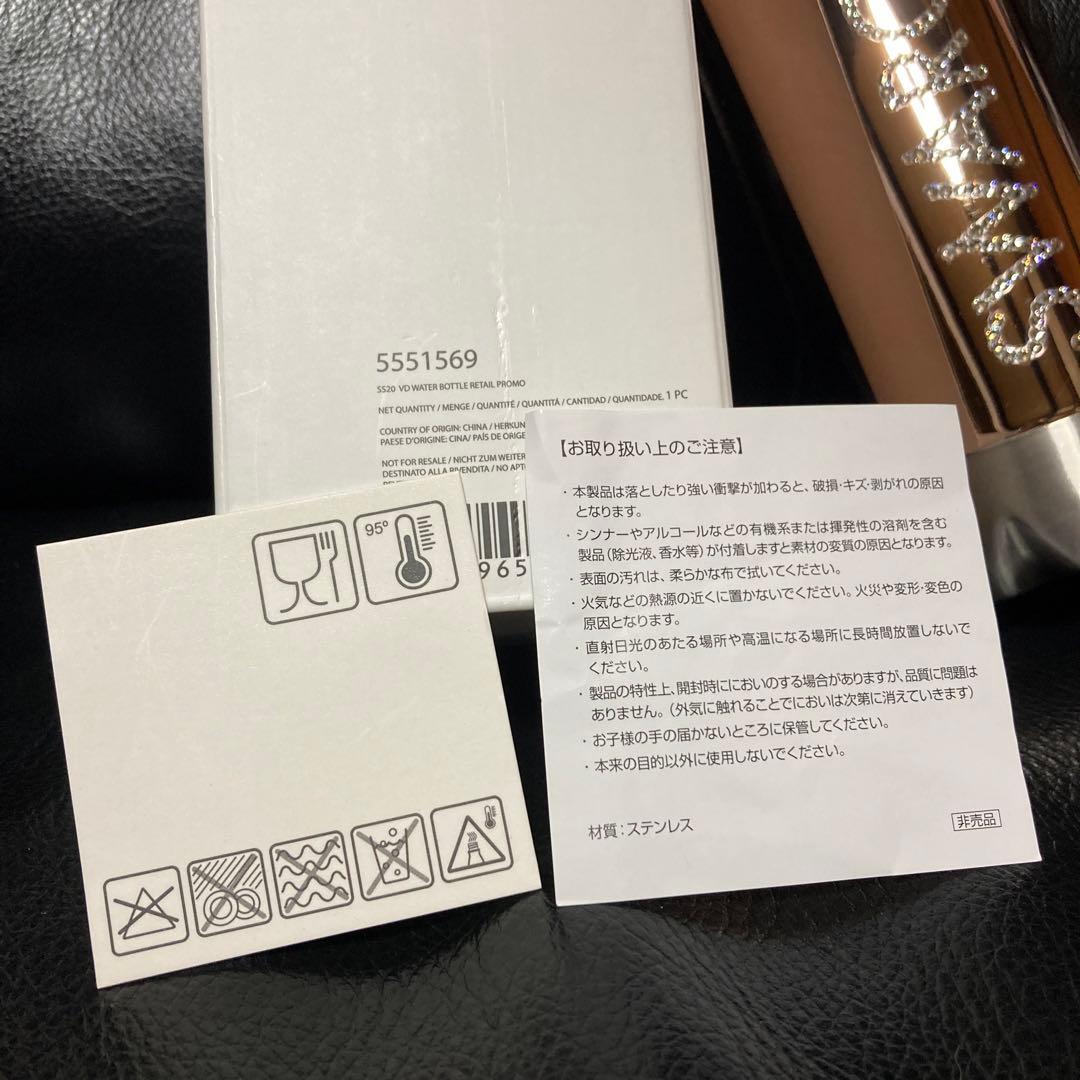 5551569
SS20 VD WATER BOTTLE RETAIL PROMO
NET QUANTITY / MENGE / QUANTITÉ / QUANTITÀ / CANTIDAD / QUANTIDADE. 1 PC
COUNTRY OF ORIGIN: CHINA / HERKUN
PAESE D'ORIGINE: CINA/ PAÍS DE ORIGE
NOT FOR RESALE / NICHT ZUM WEITER
DESTINATO ALLA RIVENDITA / NO APT
965
95°
【お取り扱い上のご注意】
・本製品は落としたり強い衝撃が加わると、破損・キズ・剥がれの原因
となります。
・シンナーやアルコールなどの有機系または揮発性の溶剤を含む
製品（除光液、香水等）が付着しますと素材の変質の原因となります。
・表面の汚れは、柔らかな布で拭いてください。
・火気などの熱源の近くに置かないでください。火災や変形・変色の
原因となります。
・直射日光のあたる場所や高温になる場所に長時間放置しないで
ください。
・製品の特性上、開封時ににおいのする場合がありますが、品質に問題は
ありません。（外気に触れることでにおいは次第に消えていきます）
・お子様の手の届かないところに保管してください。
・本来の目的以外に使用しないでください。
材質：ステンレス
非売品